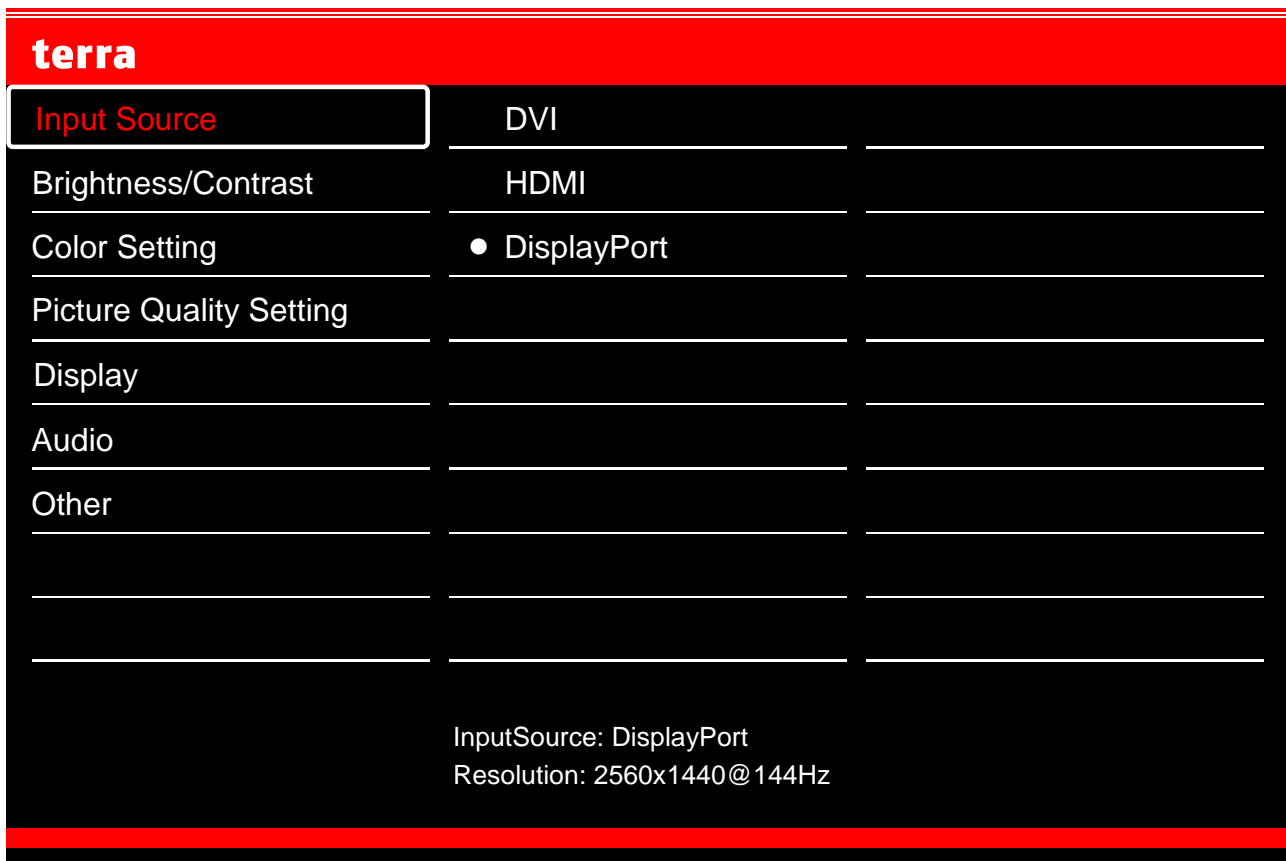 terra
Input Source
DVI
Brightness/Contrast
HDMI
Color Setting
DisplayPort
Picture Quality Setting
Display
Audio
Other
InputSource: DisplayPort
Resolution: 2560x1440@144Hz